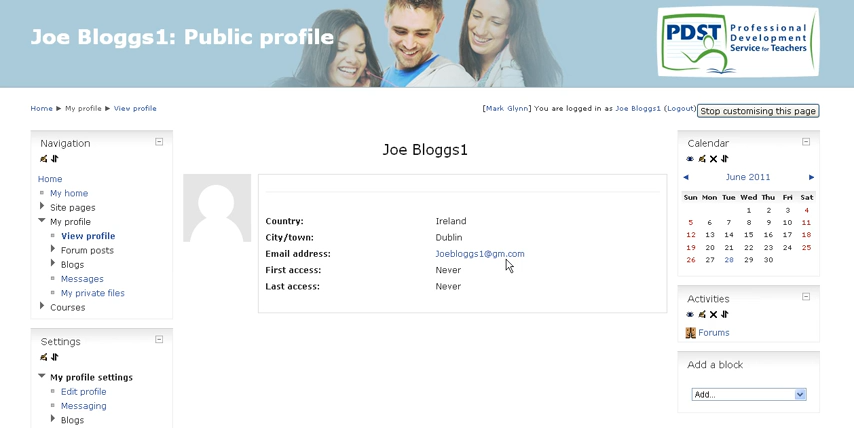 Joe Bloggs1: Public profile
PDST
Professional
Development
Service for Teachers
Home My profile View profile
[Mark Glynn] You are logged in as Joe Bloggs1 (Logout)
Stop customising this page
Navigation
Home
My home
Site pages
My profile
View profile
Forum posts
Blogs
Messages
My private files
Courses
Settings
My profile settings
Edit profile
Messaging
Blogs
Joe Bloggs1
Country: Ireland
City/town: Dublin
Email address: Joebloggs1@gm.com
First access: Never
Last access: Never
Calendar
June 2011
Sun Mon Tue Wed Thu Fri Sat
1 2 3 4
5 6 7 8 9 10 11
12 13 14 15 16 17 18
19 20 21 22 23 24 25
26 27 28 29 30
Activities
Forums
Add a block
Add...